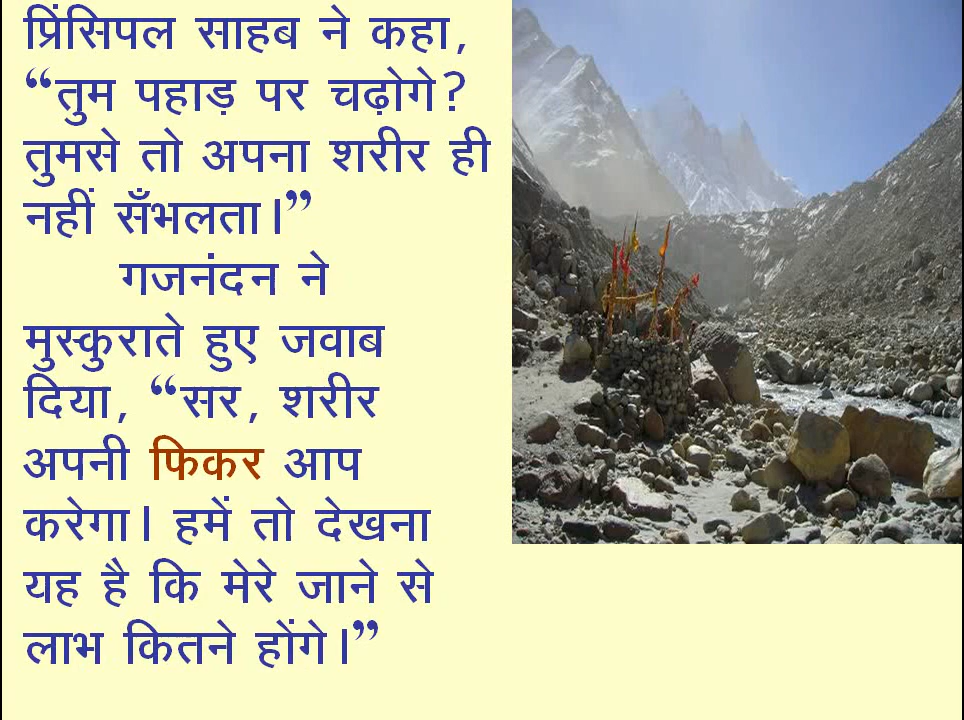 प्रिंसिपल साहब ने कहा,
“तुम पहाड़ पर चढ़ोगे?
तुमसे तो अपना शरीर ही
नहीं सँभलता।”
गजनंदन ने
मुस्कुराते हुए जवाब
दिया, “सर, शरीर
अपनी फिकर आप
करेगा। हमें तो देखना
यह है कि मेरे जाने से
लाभ कितने होंगे।”